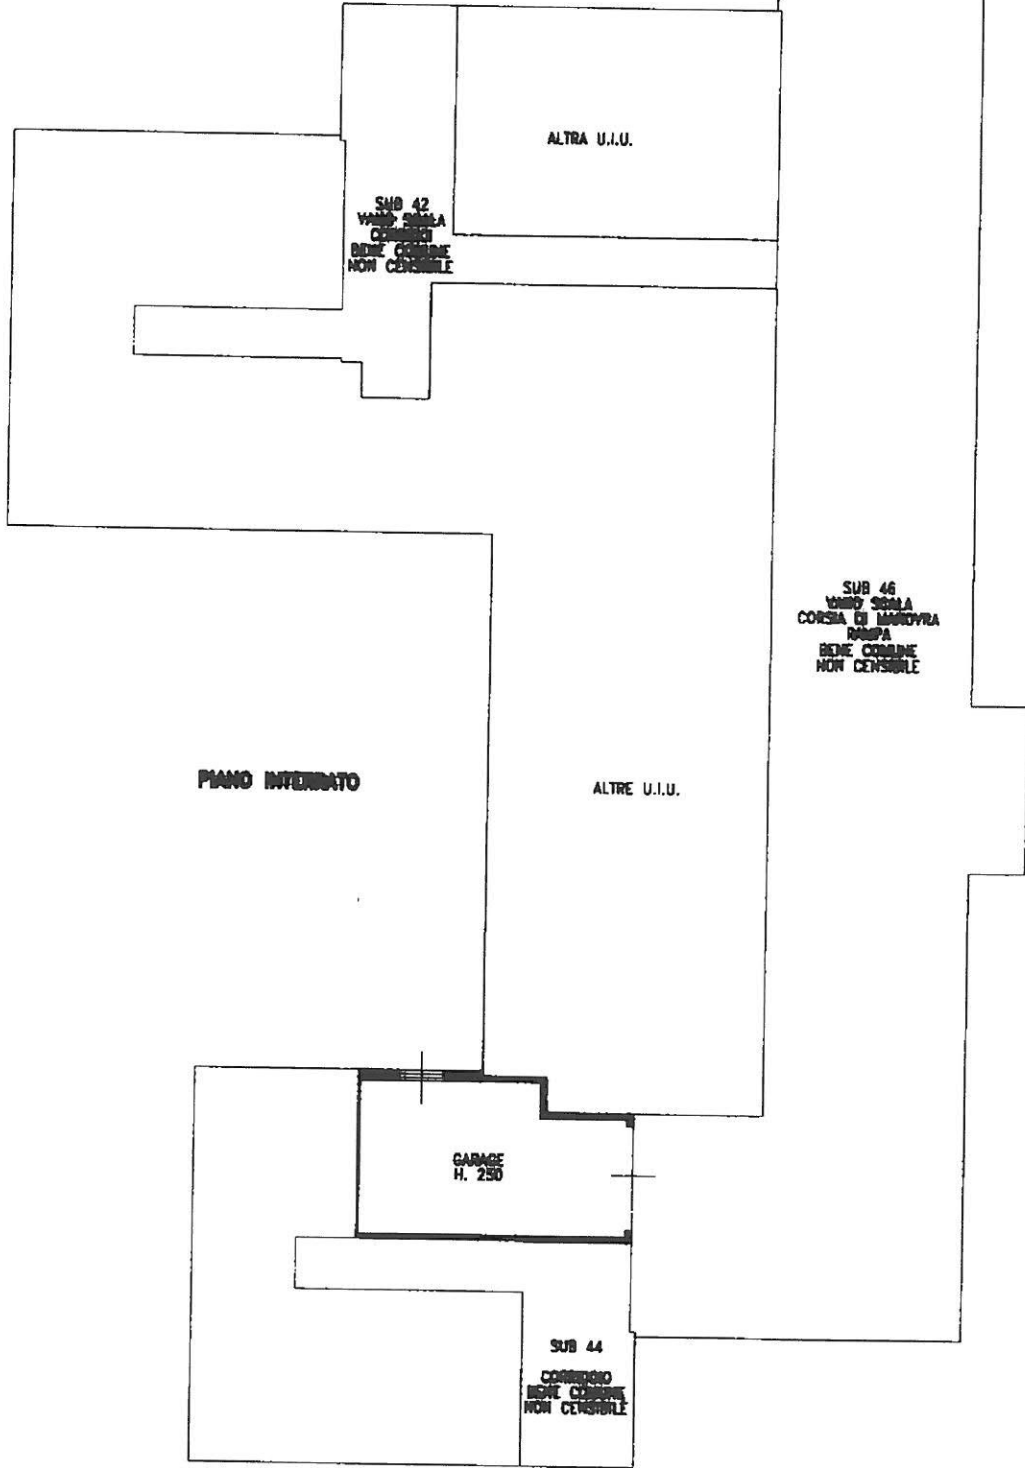 ALTRA U.I.U.
SUB 42
VANO SCALA
CORRIDOI
BENE COMUNE
NON CENSIBILE
SUB 46
VANO SCALA
CORSIA DI MANOVRA
RAMPA
BENE COMUNE
NON CENSIBILE
PIANO INTERRATO
ALTRE U.I.U.
GARAGE
H. 250
SUB 44
CORRIDOIO
BENE COMUNE
NON CENSIBILE